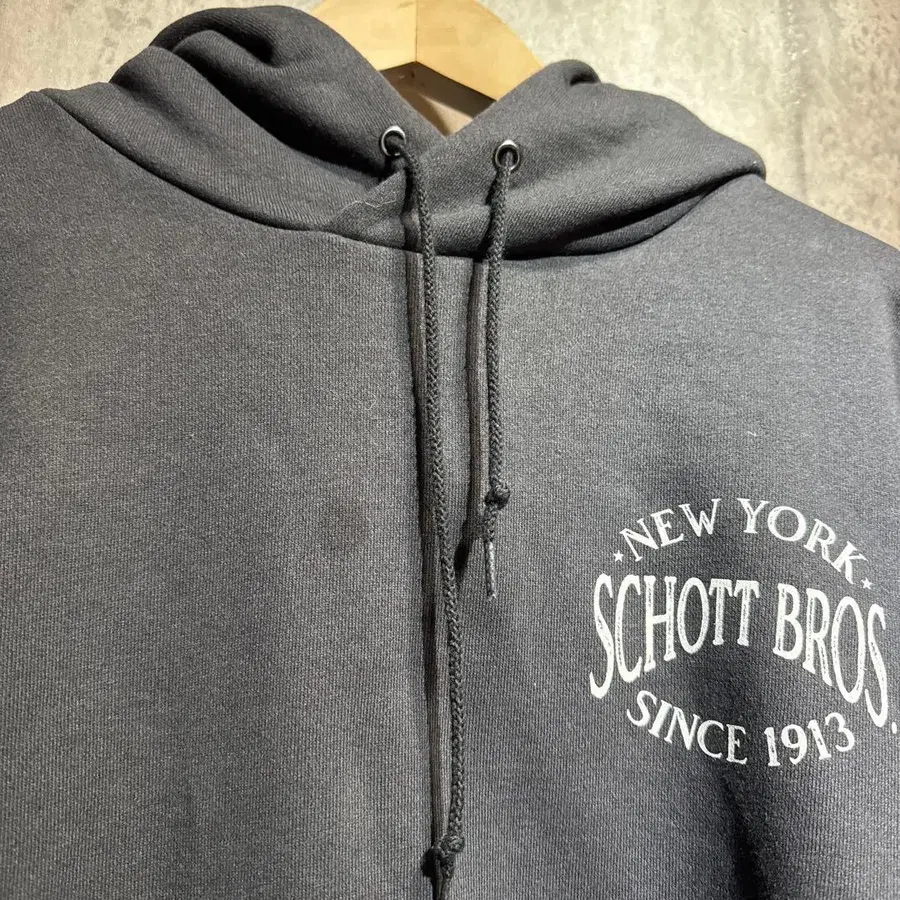 NEW YORK
SCHOTT BROS.
SINCE 1913